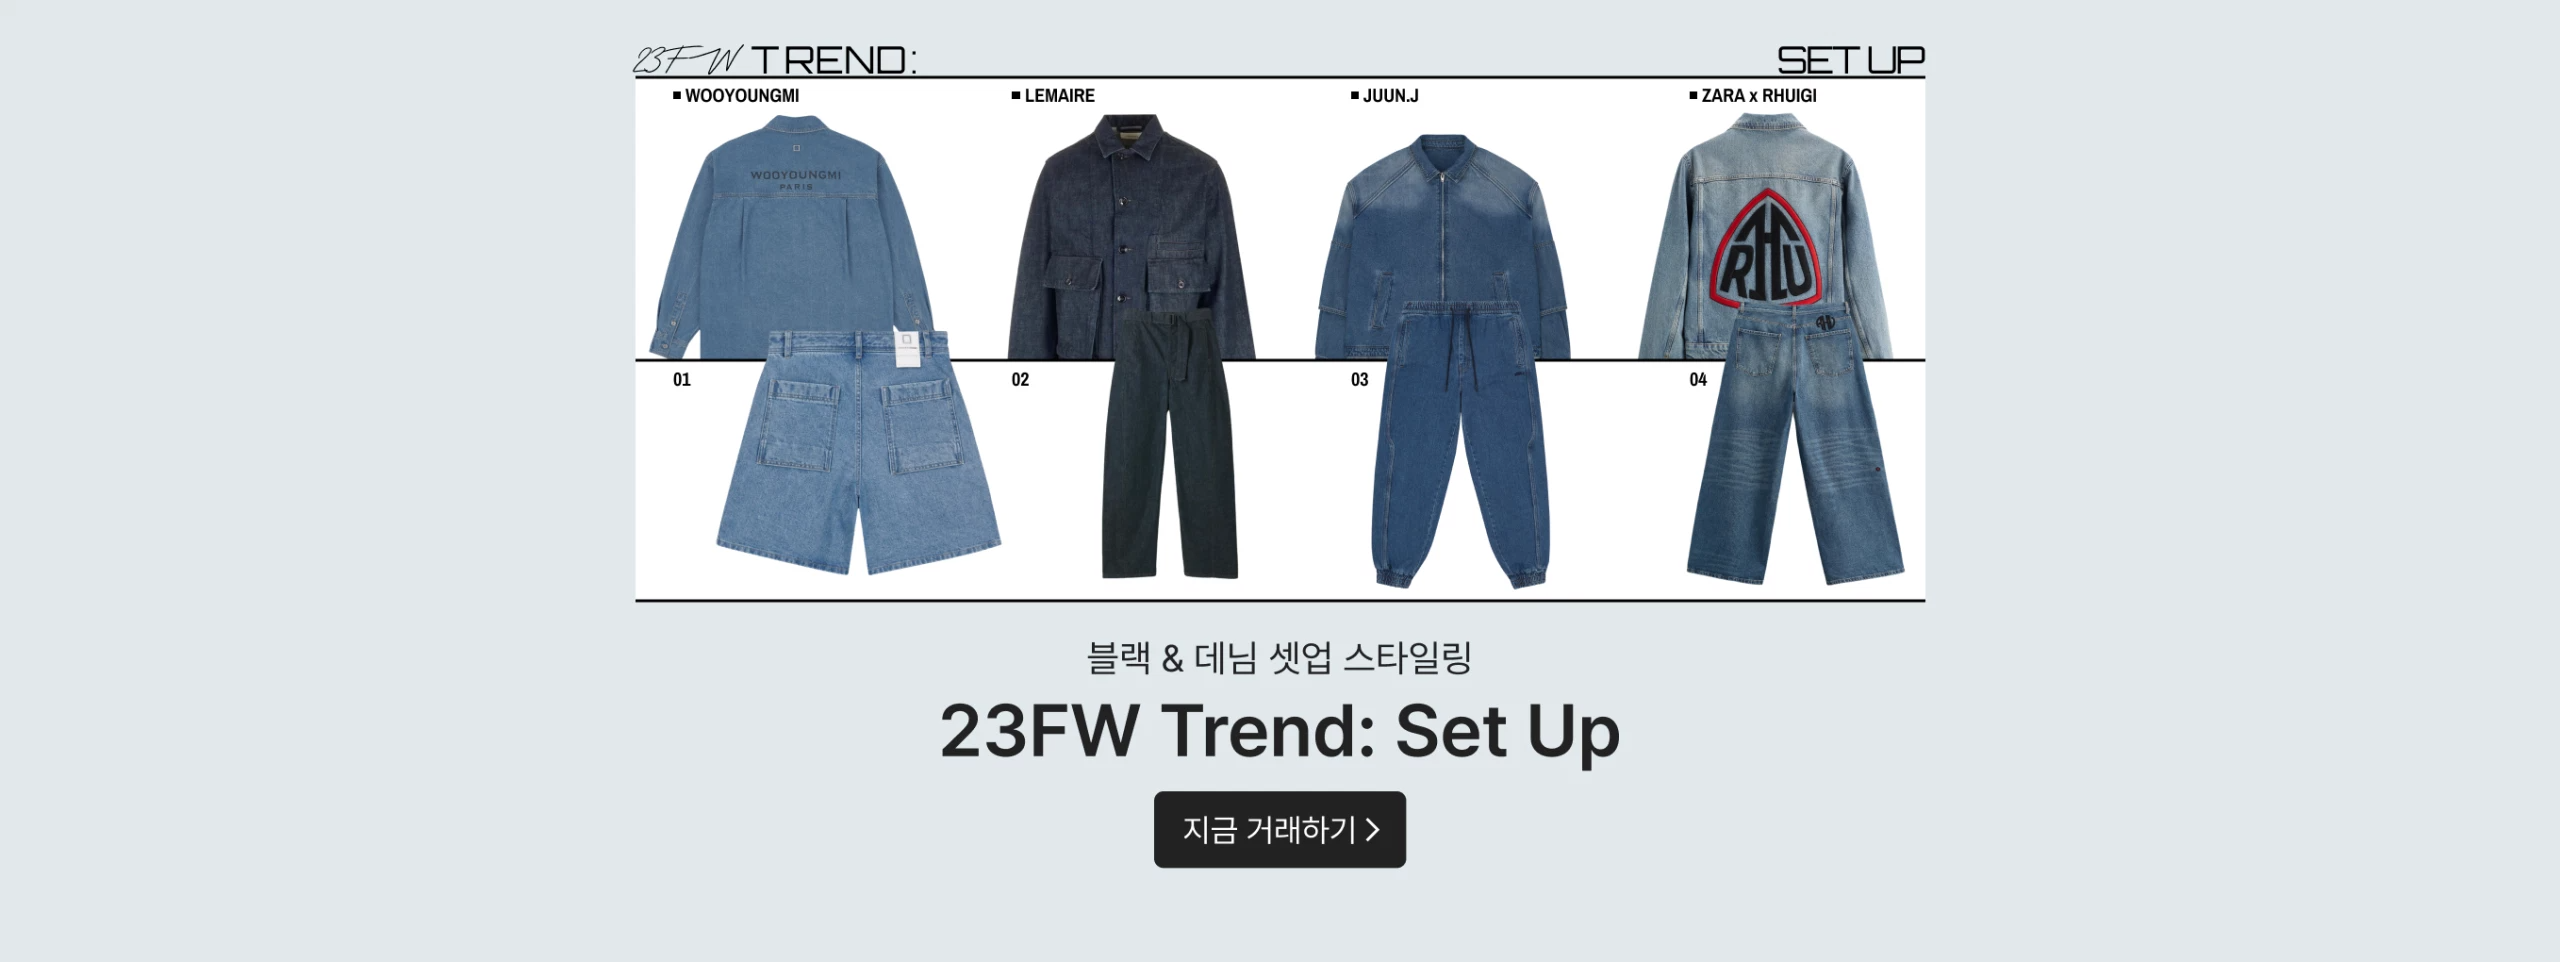 23FW TREND:
SET UP
WOOYOUNGMI
LEMAIRE
JUUN.J
ZARA x RHUIGI
WOOYOUNGMI
PARIS
RHU
01
02
03
04
블랙 & 데님 셋업 스타일링
23FW Trend: Set Up
지금 거래하기 >